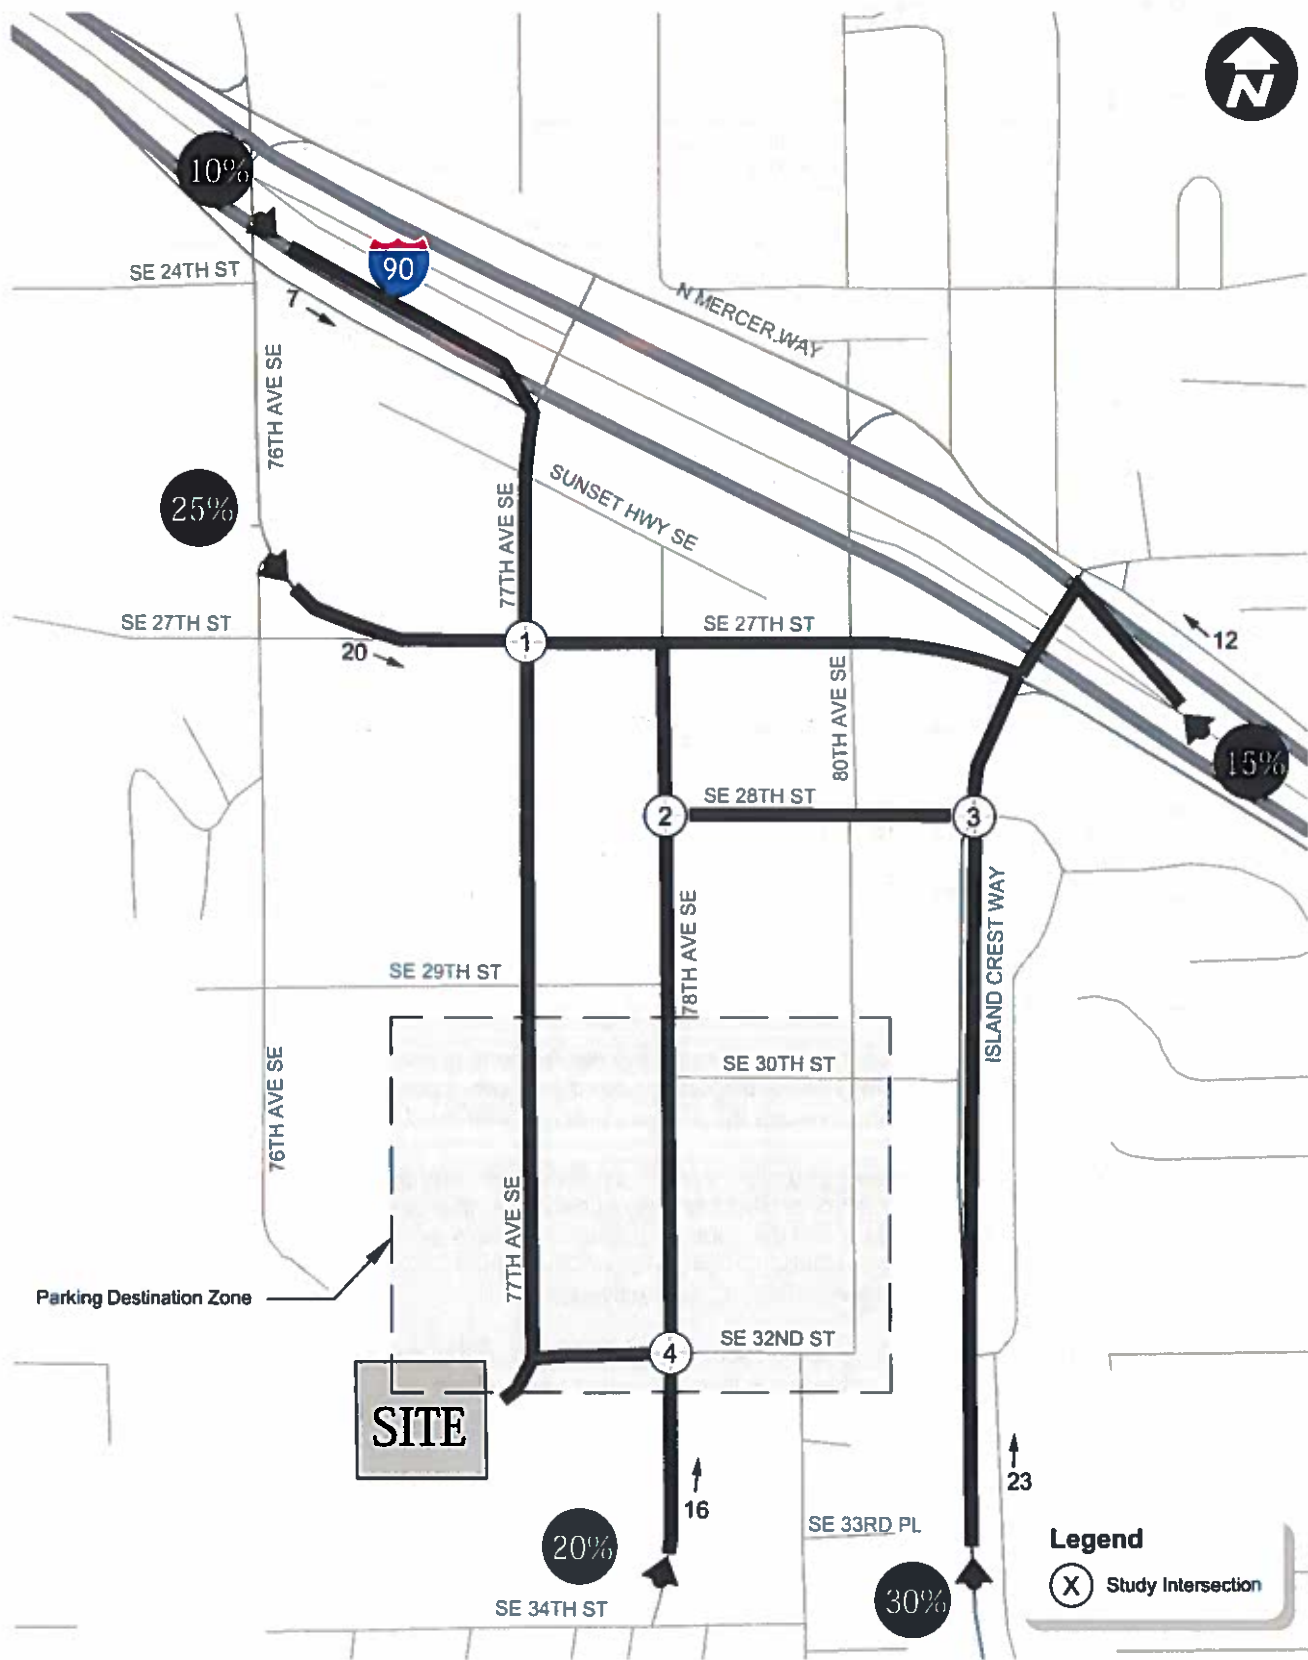 N
10%
90
SE 24TH ST
7
N MERCER WAY
76TH AVE SE
25%
77TH AVE SE
SUNSET HWY SE
SE 27TH ST
20
1
SE 27TH ST
12
80TH AVE SE
15%
2
SE 28TH ST
3
78TH AVE SE
ISLAND CREST WAY
SE 29TH ST
SE 30TH ST
76TH AVE SE
77TH AVE SE
Parking Destination Zone
4
SE 32ND ST
SITE
23
16
20%
SE 33RD PL
30%
SE 34TH ST
Legend
X Study Intersection